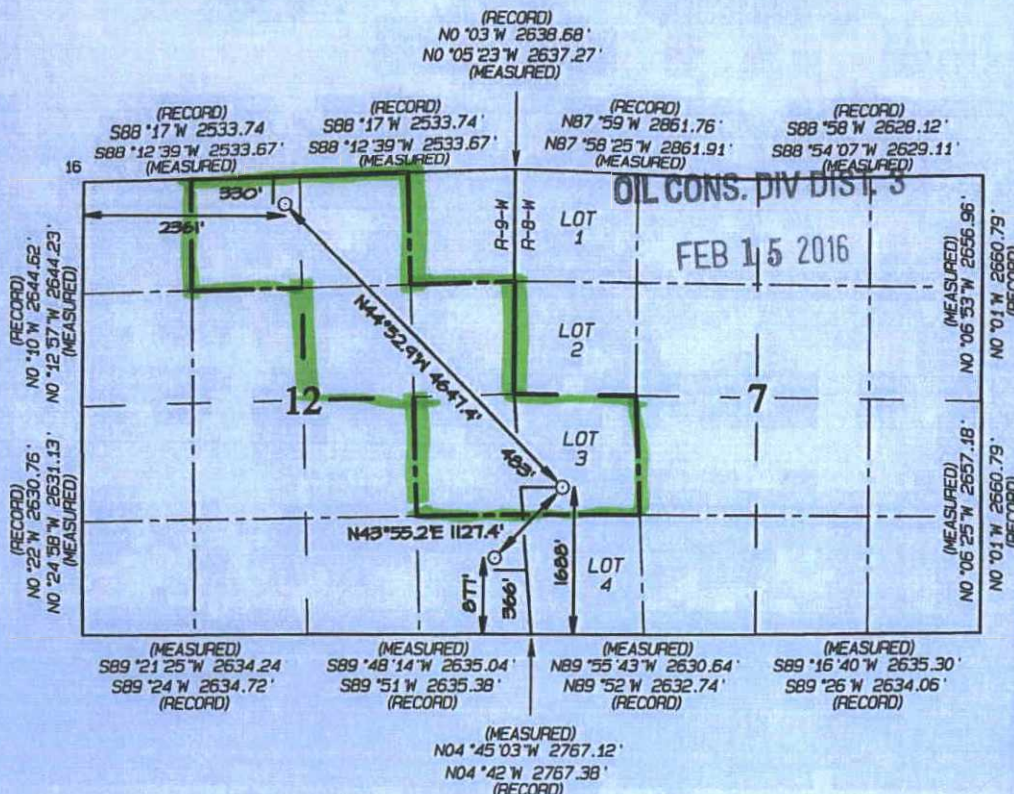 (RECORD)
N0 °03'W 2638.68'
N0 °05'23"W 2637.27'
(MEASURED)
(RECORD)
S88 °17'W 2533.74
S88 °12'39"W 2533.67'
(MEASURED)
(RECORD)
S88 °17'W 2533.74'
S88 °12'39"W 2533.67'
(MEASURED)
(RECORD)
N87 °59'W 2861.76'
N87 °58'25"W 2861.91'
(MEASURED)
(RECORD)
S88 °58'W 2628.12'
S88 °54'07"W 2629.11'
(MEASURED)
16
OIL CONS. DIV DIST. 3
FEB 15 2016
330'
2361'
R-9-W
R-8-W
LOT
1
(RECORD)
N0 °10'W 2644.62'
N0 °12'57"W 2644.23'
(MEASURED)
(MEASURED)
N0 °06'53"W 2656.96'
N0 °01'W 2660.79'
(RECORD)
N44°52.9'W 4647.4'
LOT
2
12
7
LOT
3
483'
(RECORD)
N0 °22'W 2630.76'
N0 °24'58"W 2631.13'
(MEASURED)
(MEASURED)
N0 °06'25"W 2657.18'
N0 °01'W 2660.79'
(RECORD)
N43°55.2'E 1127.4'
LOT
4
877'
366'
1688'
(MEASURED)
S89 °21'25"W 2634.24
S89 °24'W 2634.72'
(RECORD)
(MEASURED)
S89 °48'14"W 2635.04'
S89 °51'W 2635.38'
(RECORD)
(MEASURED)
N89 °55'43"W 2630.64'
N89 °52'W 2632.74'
(RECORD)
(MEASURED)
S89 °16'40"W 2635.30'
S89 °26'W 2634.06'
(RECORD)
(MEASURED)
N04 °45'03"W 2767.12'
N04 °42'W 2767.38'
(RECORD)